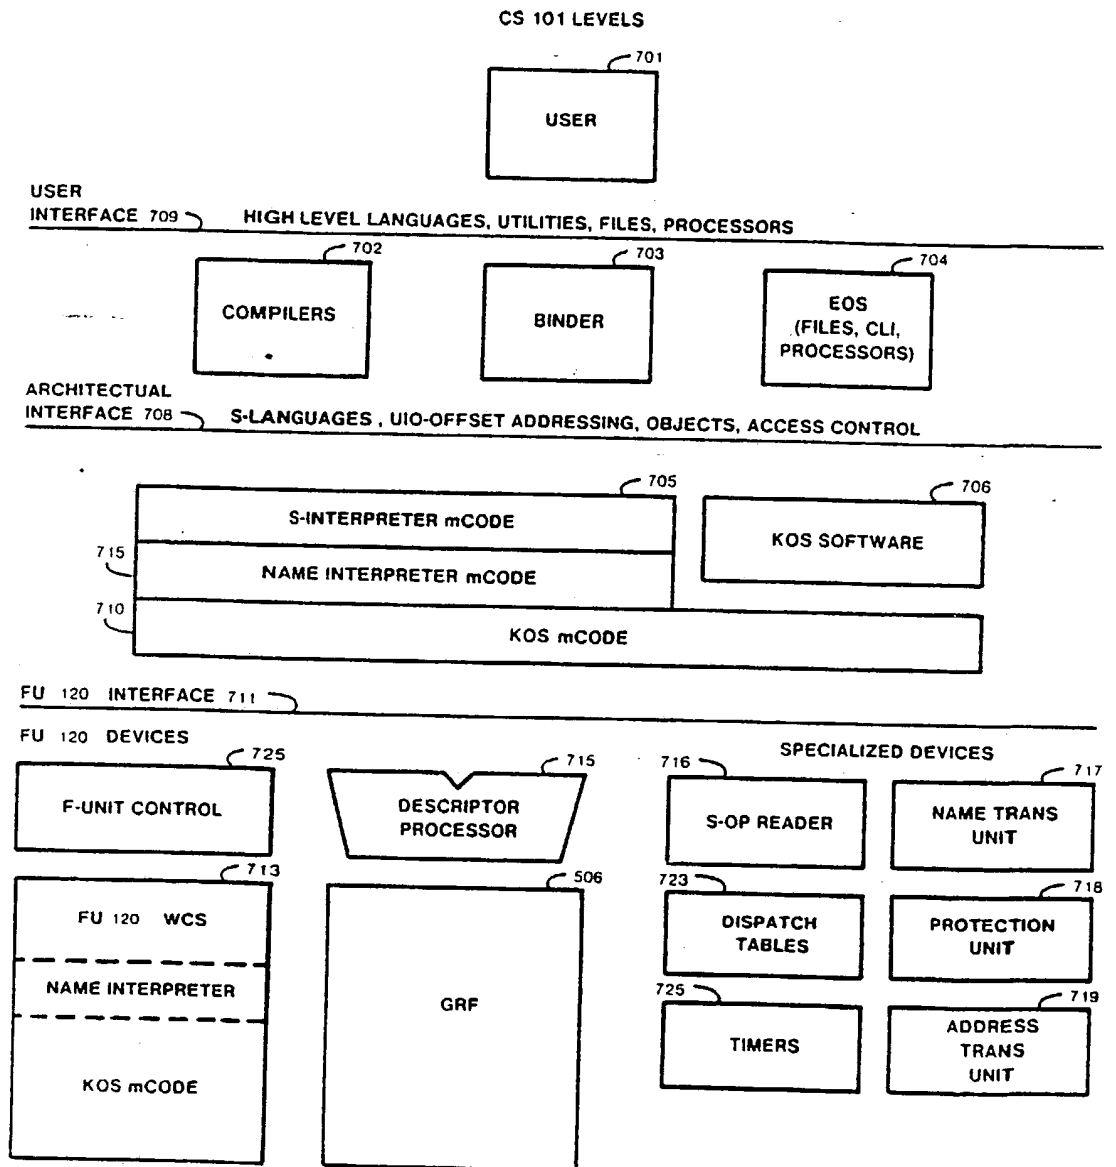 CS 101 LEVELS
701
USER
USER
INTERFACE 709
HIGH LEVEL LANGUAGES, UTILITIES, FILES, PROCESSORS
702
703
704
COMPILERS
BINDER
EOS
(FILES, CLI,
PROCESSORS)
ARCHITECTUAL
INTERFACE 708
S-LANGUAGES , UIO-OFFSET ADDRESSING, OBJECTS, ACCESS CONTROL
705
706
S-INTERPRETER mCODE
KOS SOFTWARE
715
NAME INTERPRETER mCODE
710
KOS mCODE
FU 120 INTERFACE 711
FU 120 DEVICES
SPECIALIZED DEVICES
725
715
716
717
F-UNIT CONTROL
DESCRIPTOR
PROCESSOR
S-OP READER
NAME TRANS
UNIT
713
506
723
718
FU 120 WCS
DISPATCH
TABLES
PROTECTION
UNIT
NAME INTERPRETER
GRF
725
719
TIMERS
ADDRESS
TRANS
UNIT
KOS mCODE